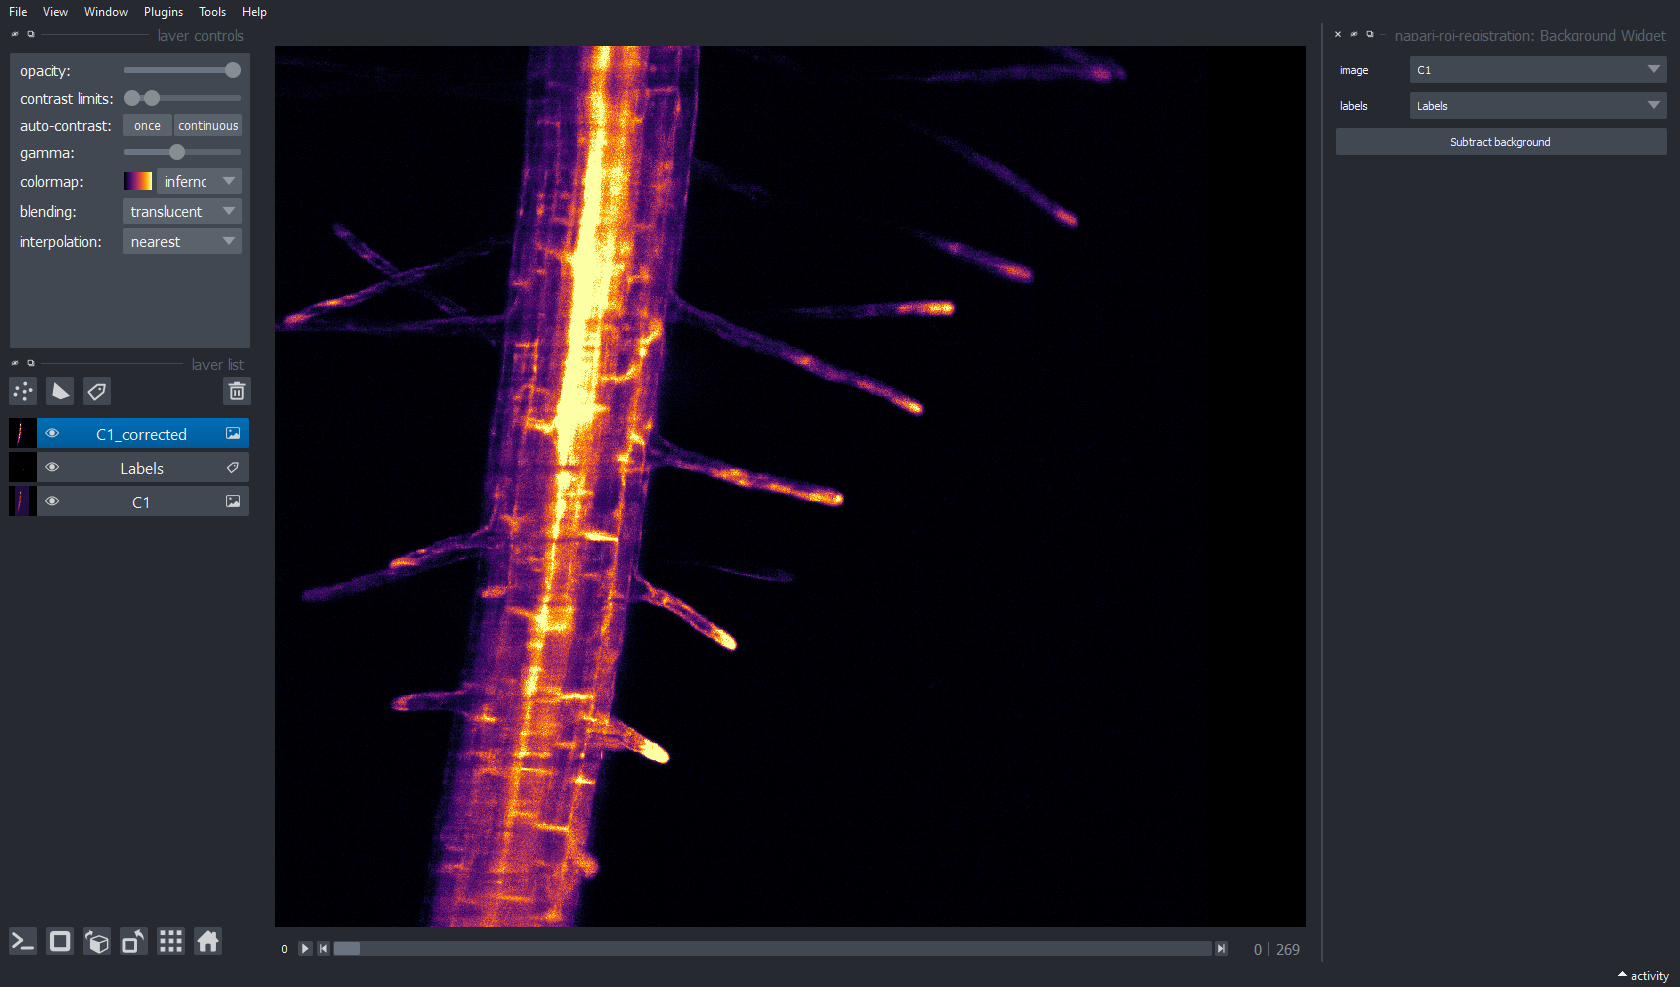 File View Window Plugins Tools Help
layer controls
opacity:
contrast limits:
auto-contrast: once continuous
gamma:
colormap: inferno
blending: translucent
interpolation: nearest
layer list
C1_corrected
Labels
C1
0
0 | 269
napari-roi-registration: Background Widget
image C1
labels Labels
Subtract background
activity